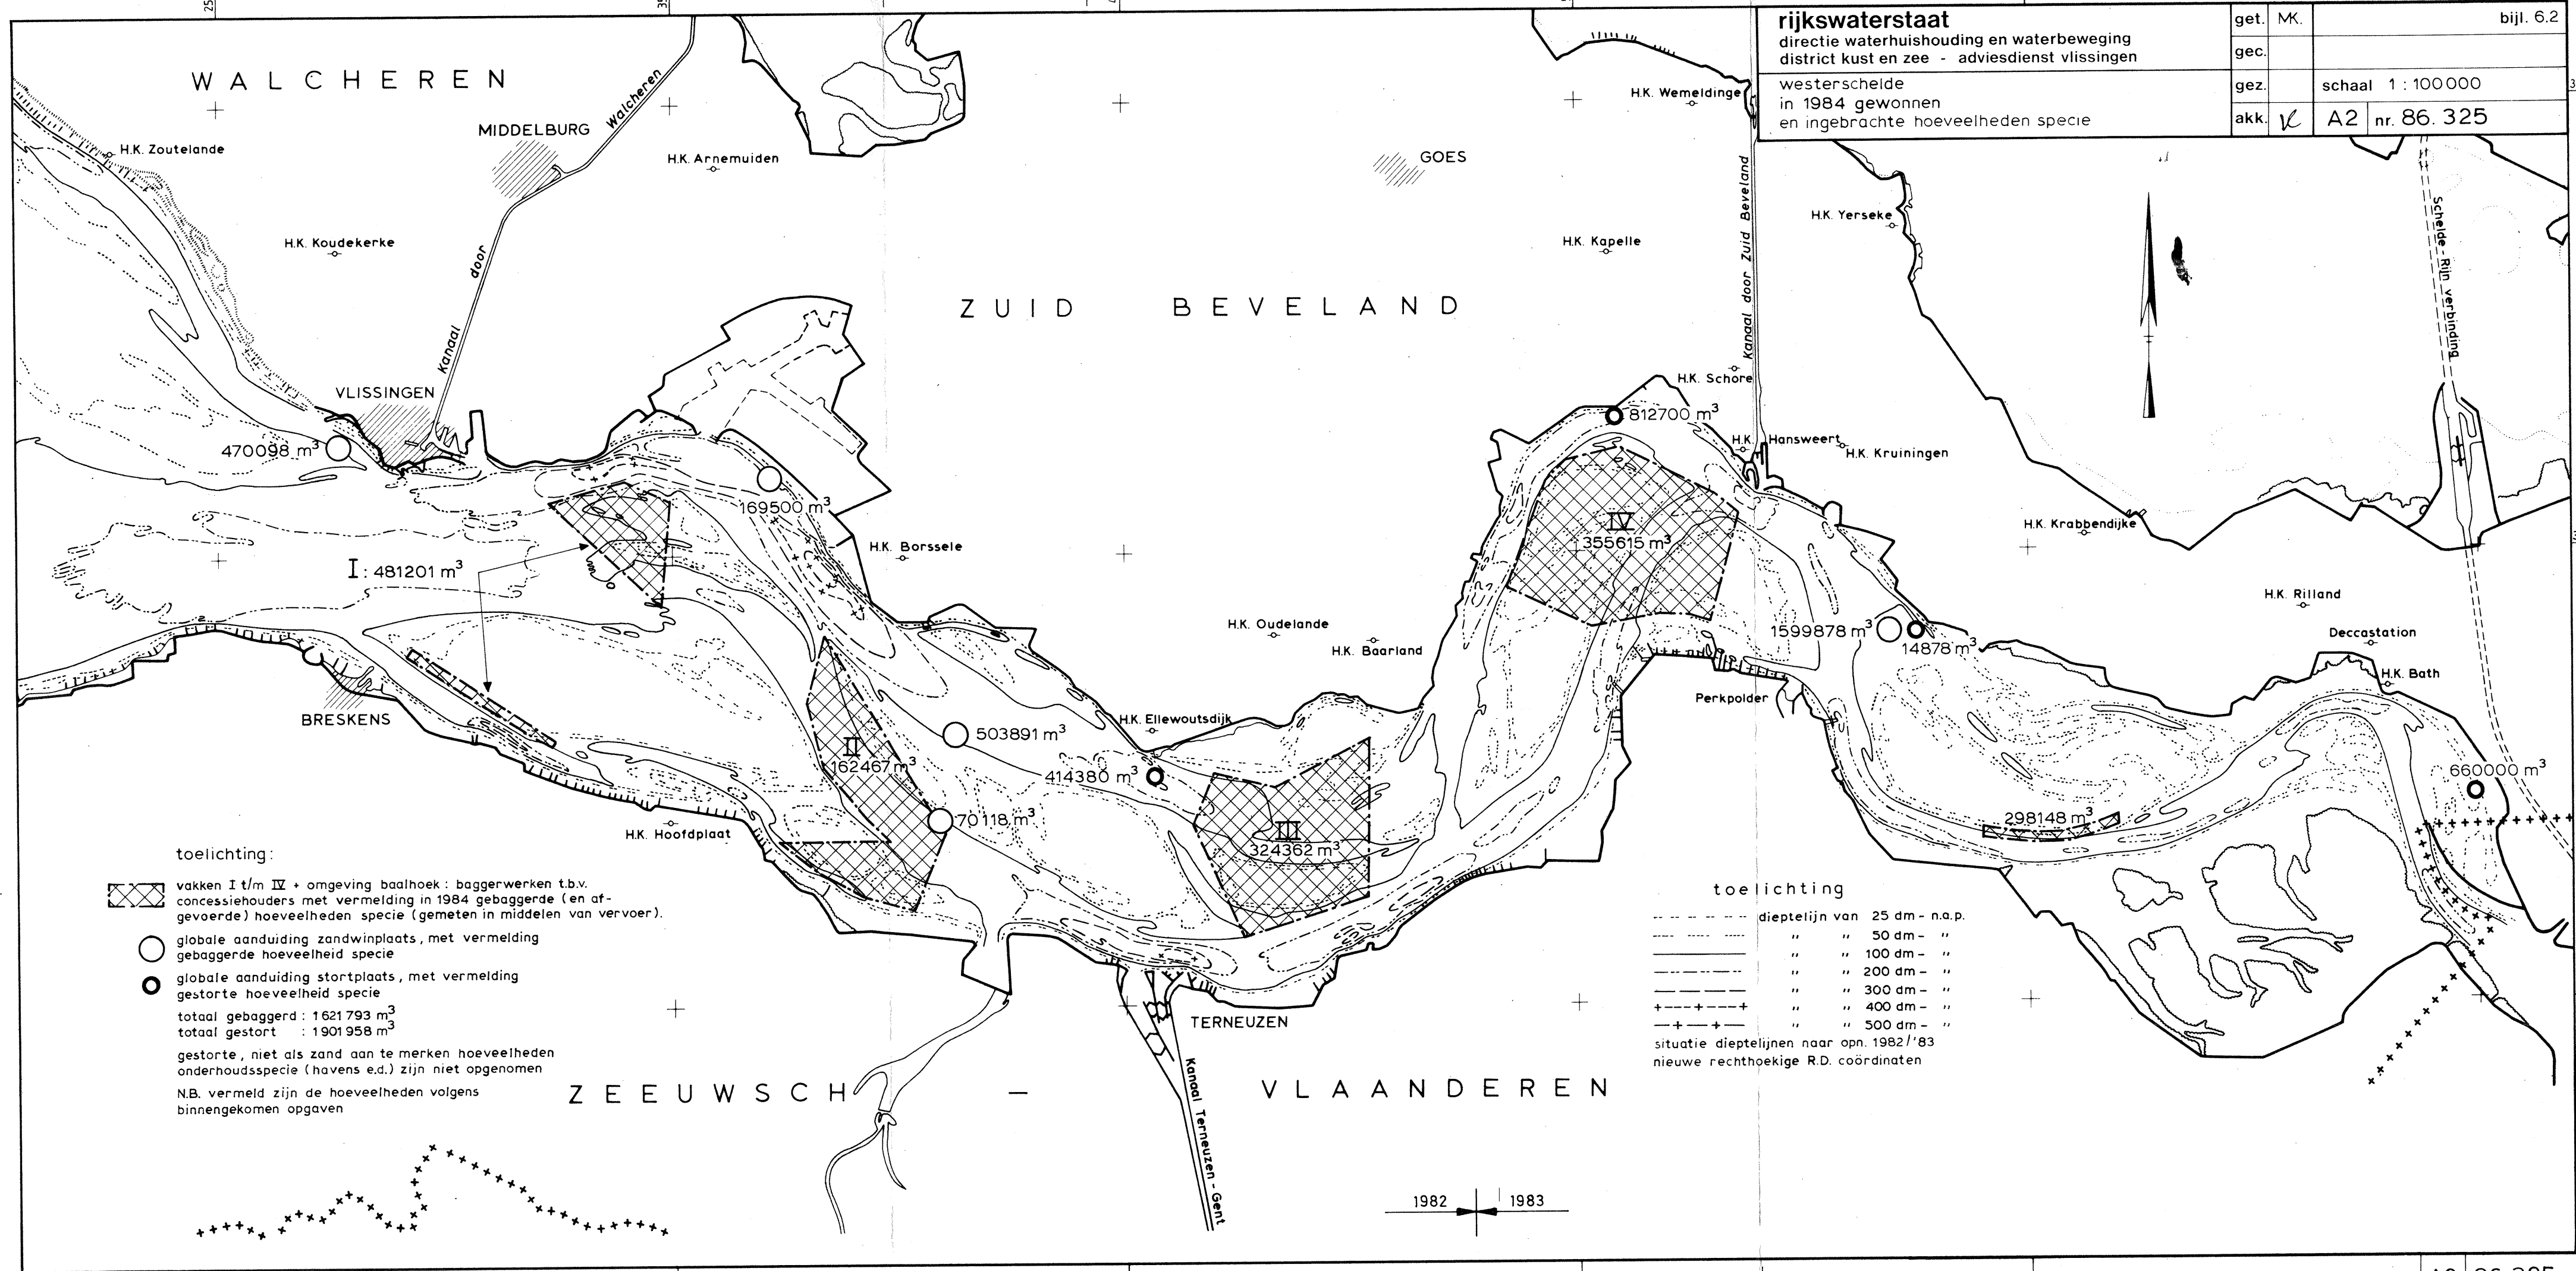 rijkswaterstaat
directie waterhuishouding en waterbeweging
district kust en zee - adviesdienst vlissingen
westerschelde
in 1984 gewonnen
en ingebrachte hoeveelheden specie
get. MK. bijl. 6.2
gec.
gez. schaal 1 : 100000
akk. A2 nr. 86.325
WALCHEREN
MIDDELBURG
H.K. Zoutelande
H.K. Arnemuiden
H.K. Koudekerke
Kanaal door Walcheren
VLISSINGEN
470098 m³
169500 m³
I : 481201 m³
BRESKENS
ZUID BEVELAND
GOES
H.K. Wemeldinge
H.K. Kapelle
H.K. Yerseke
Kanaal door Zuid Beveland
Schelde - Rijn verbinding
H.K. Schore
812700 m³
H.K. Hansweert
H.K. Kruiningen
H.K. Krabbendijke
H.K. Rilland
Deccastation
H.K. Bath
H.K. Borssele
H.K. Oudelande
H.K. Baarland
IV
355615 m³
1599878 m³
14878 m³
Perkpolder
H.K. Ellewoutsdijk
503891 m³
414380 m³
II
162467 m³
70118 m³
III
324362 m³
298148 m³
660000 m³
H.K. Hoofdplaat
TERNEUZEN
Kanaal Terneuzen - Gent
ZEEUWSCH - VLAANDEREN
toelichting :
vakken I t/m IV + omgeving baalhoek : baggerwerken t.b.v.
concessiehouders met vermelding in 1984 gebaggerde (en af-
gevoerde) hoeveelheden specie (gemeten in middelen van vervoer).
globale aanduiding zandwinplaats, met vermelding
gebaggerde hoeveelheid specie
globale aanduiding stortplaats, met vermelding
gestorte hoeveelheid specie
totaal gebaggerd : 1621793 m³
totaal gestort : 1901958 m³
gestorte, niet als zand aan te merken hoeveelheden
onderhoudsspecie (havens e.d.) zijn niet opgenomen
N.B. vermeld zijn de hoeveelheden volgens
binnengekomen opgaven
toelichting
dieptelijn van 25 dm - n.a.p.
" " 50 dm - "
" " 100 dm - "
" " 200 dm - "
" " 300 dm - "
" " 400 dm - "
" " 500 dm - "
situatie dieptelijnen naar opn. 1982/'83
nieuwe rechthoekige R.D. coördinaten
1982 1983